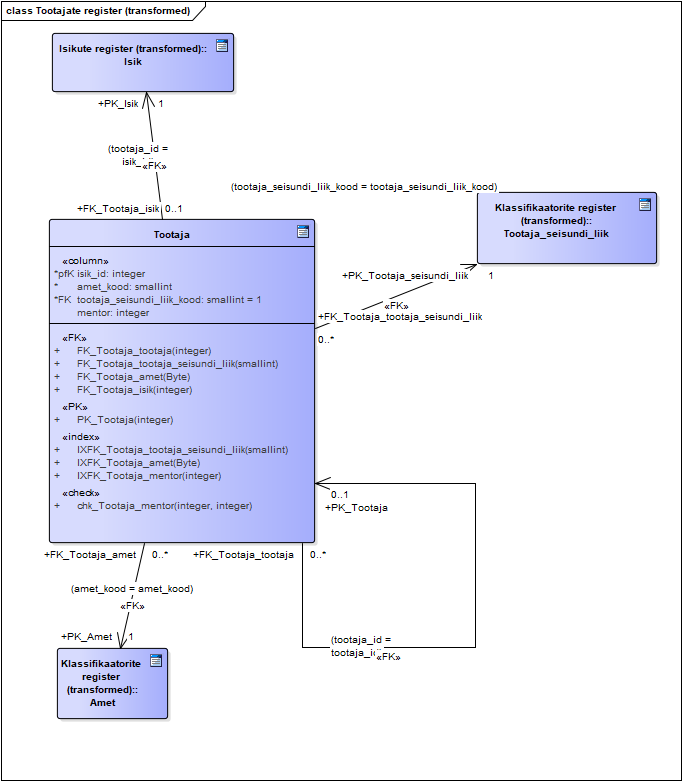 class Tootajate register (transformed)
Isikute register (transformed)::
Isik
+PK_Isik 1
(tootaja_id =
isik_
«FK»
+FK_Tootaja_isik 0..1
(tootaja_seisundi_liik_kood = tootaja_seisundi_liik_kood)
Klassifikaatorite register
(transformed)::
Tootaja_seisundi_liik
+PK_Tootaja_seisundi_liik 1
«FK»
+FK_Tootaja_tootaja_seisundi_liik
0..*
Tootaja
«column»
*pfK isik_id: integer
* amet_kood: smallint
*FK tootaja_seisundi_liik_kood: smallint = 1
mentor: integer
«FK»
+ FK_Tootaja_tootaja(integer)
+ FK_Tootaja_tootaja_seisundi_liik(smallint)
+ FK_Tootaja_amet(Byte)
+ FK_Tootaja_isik(integer)
«PK»
+ PK_Tootaja(integer)
«index»
+ IXFK_Tootaja_tootaja_seisundi_liik(smallint)
+ IXFK_Tootaja_amet(Byte)
+ IXFK_Tootaja_mentor(integer)
«check»
+ chk_Tootaja_mentor(integer, integer)
0..1
+PK_Tootaja
+FK_Tootaja_amet 0..*
+FK_Tootaja_tootaja 0..*
(amet_kood = amet_kood)
«FK»
+PK_Amet 1
(tootaja_id =
tootaja_i
«FK»
Klassifikaatorite
register
(transformed)::
Amet